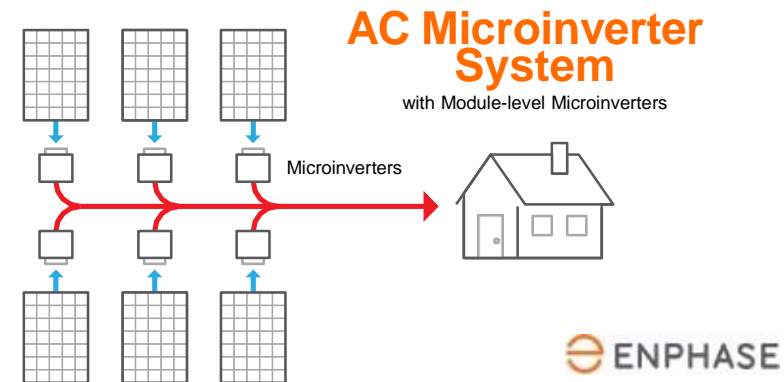 AC Microinverter
System
with Module-level Microinverters
Microinverters
ENPHASE